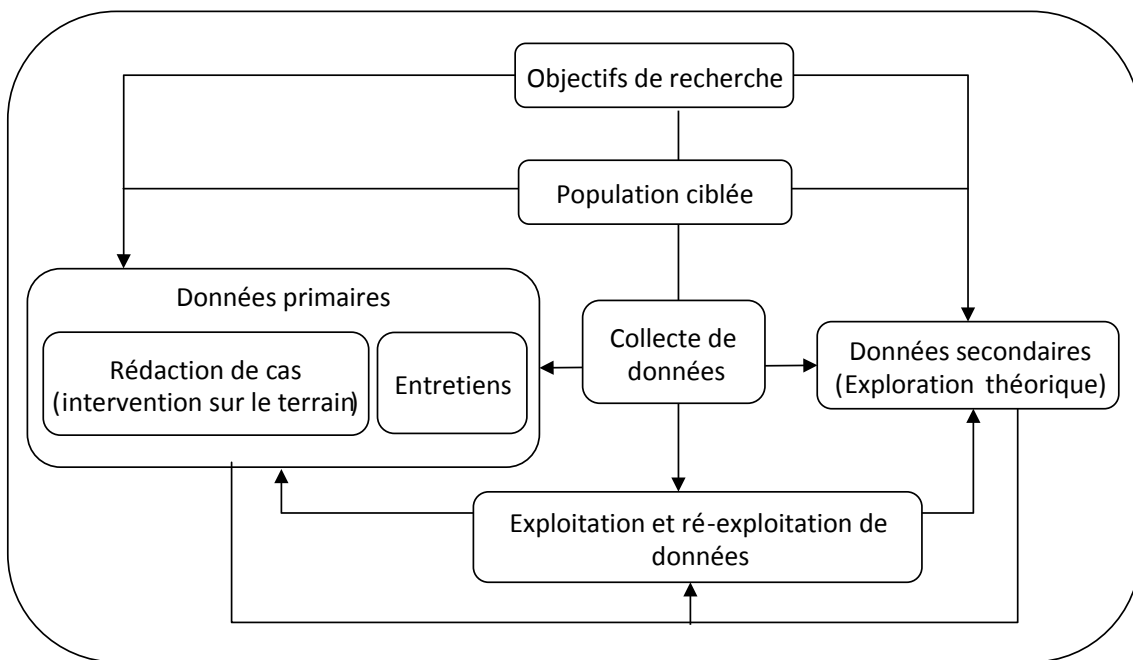 Objectifs de recherche
Population ciblée
Données primaires
Rédaction de cas
(intervention sur le terrain)
Entretiens
Collecte de
données
Données secondaires
(Exploration théorique)
Exploitation et ré-exploitation de
données